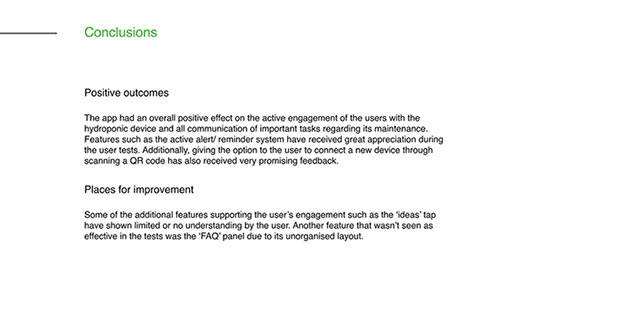 Conclusions
Positive outcomes
The app had an overall positive effect on the active engagement of the users with the
hydroponic device and all communication of important tasks regarding its maintenance.
Features such as the active alert/ reminder system have received great appreciation during
the user tests. Additionally, giving the option to the user to connect a new device through
scanning a QR code has also received very promising feedback.
Places for improvement
Some of the additional features supporting the user's engagement such as the 'ideas' tap
have shown limited or no understanding by the user. Another feature that wasn't seen as
effective in the tests was the 'FAQ' panel due to its unorganised layout.